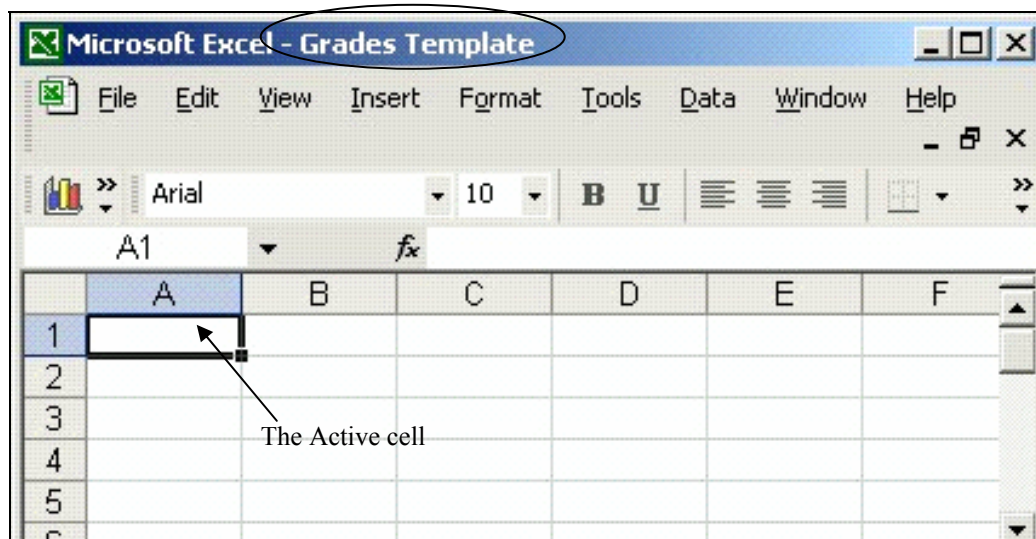 Microsoft Excel - Grades Template
File Edit View Insert Format Tools Data Window Help
Arial 10 B U
A1 fx
A B C D E F
1
2
3
The Active cell
4
5